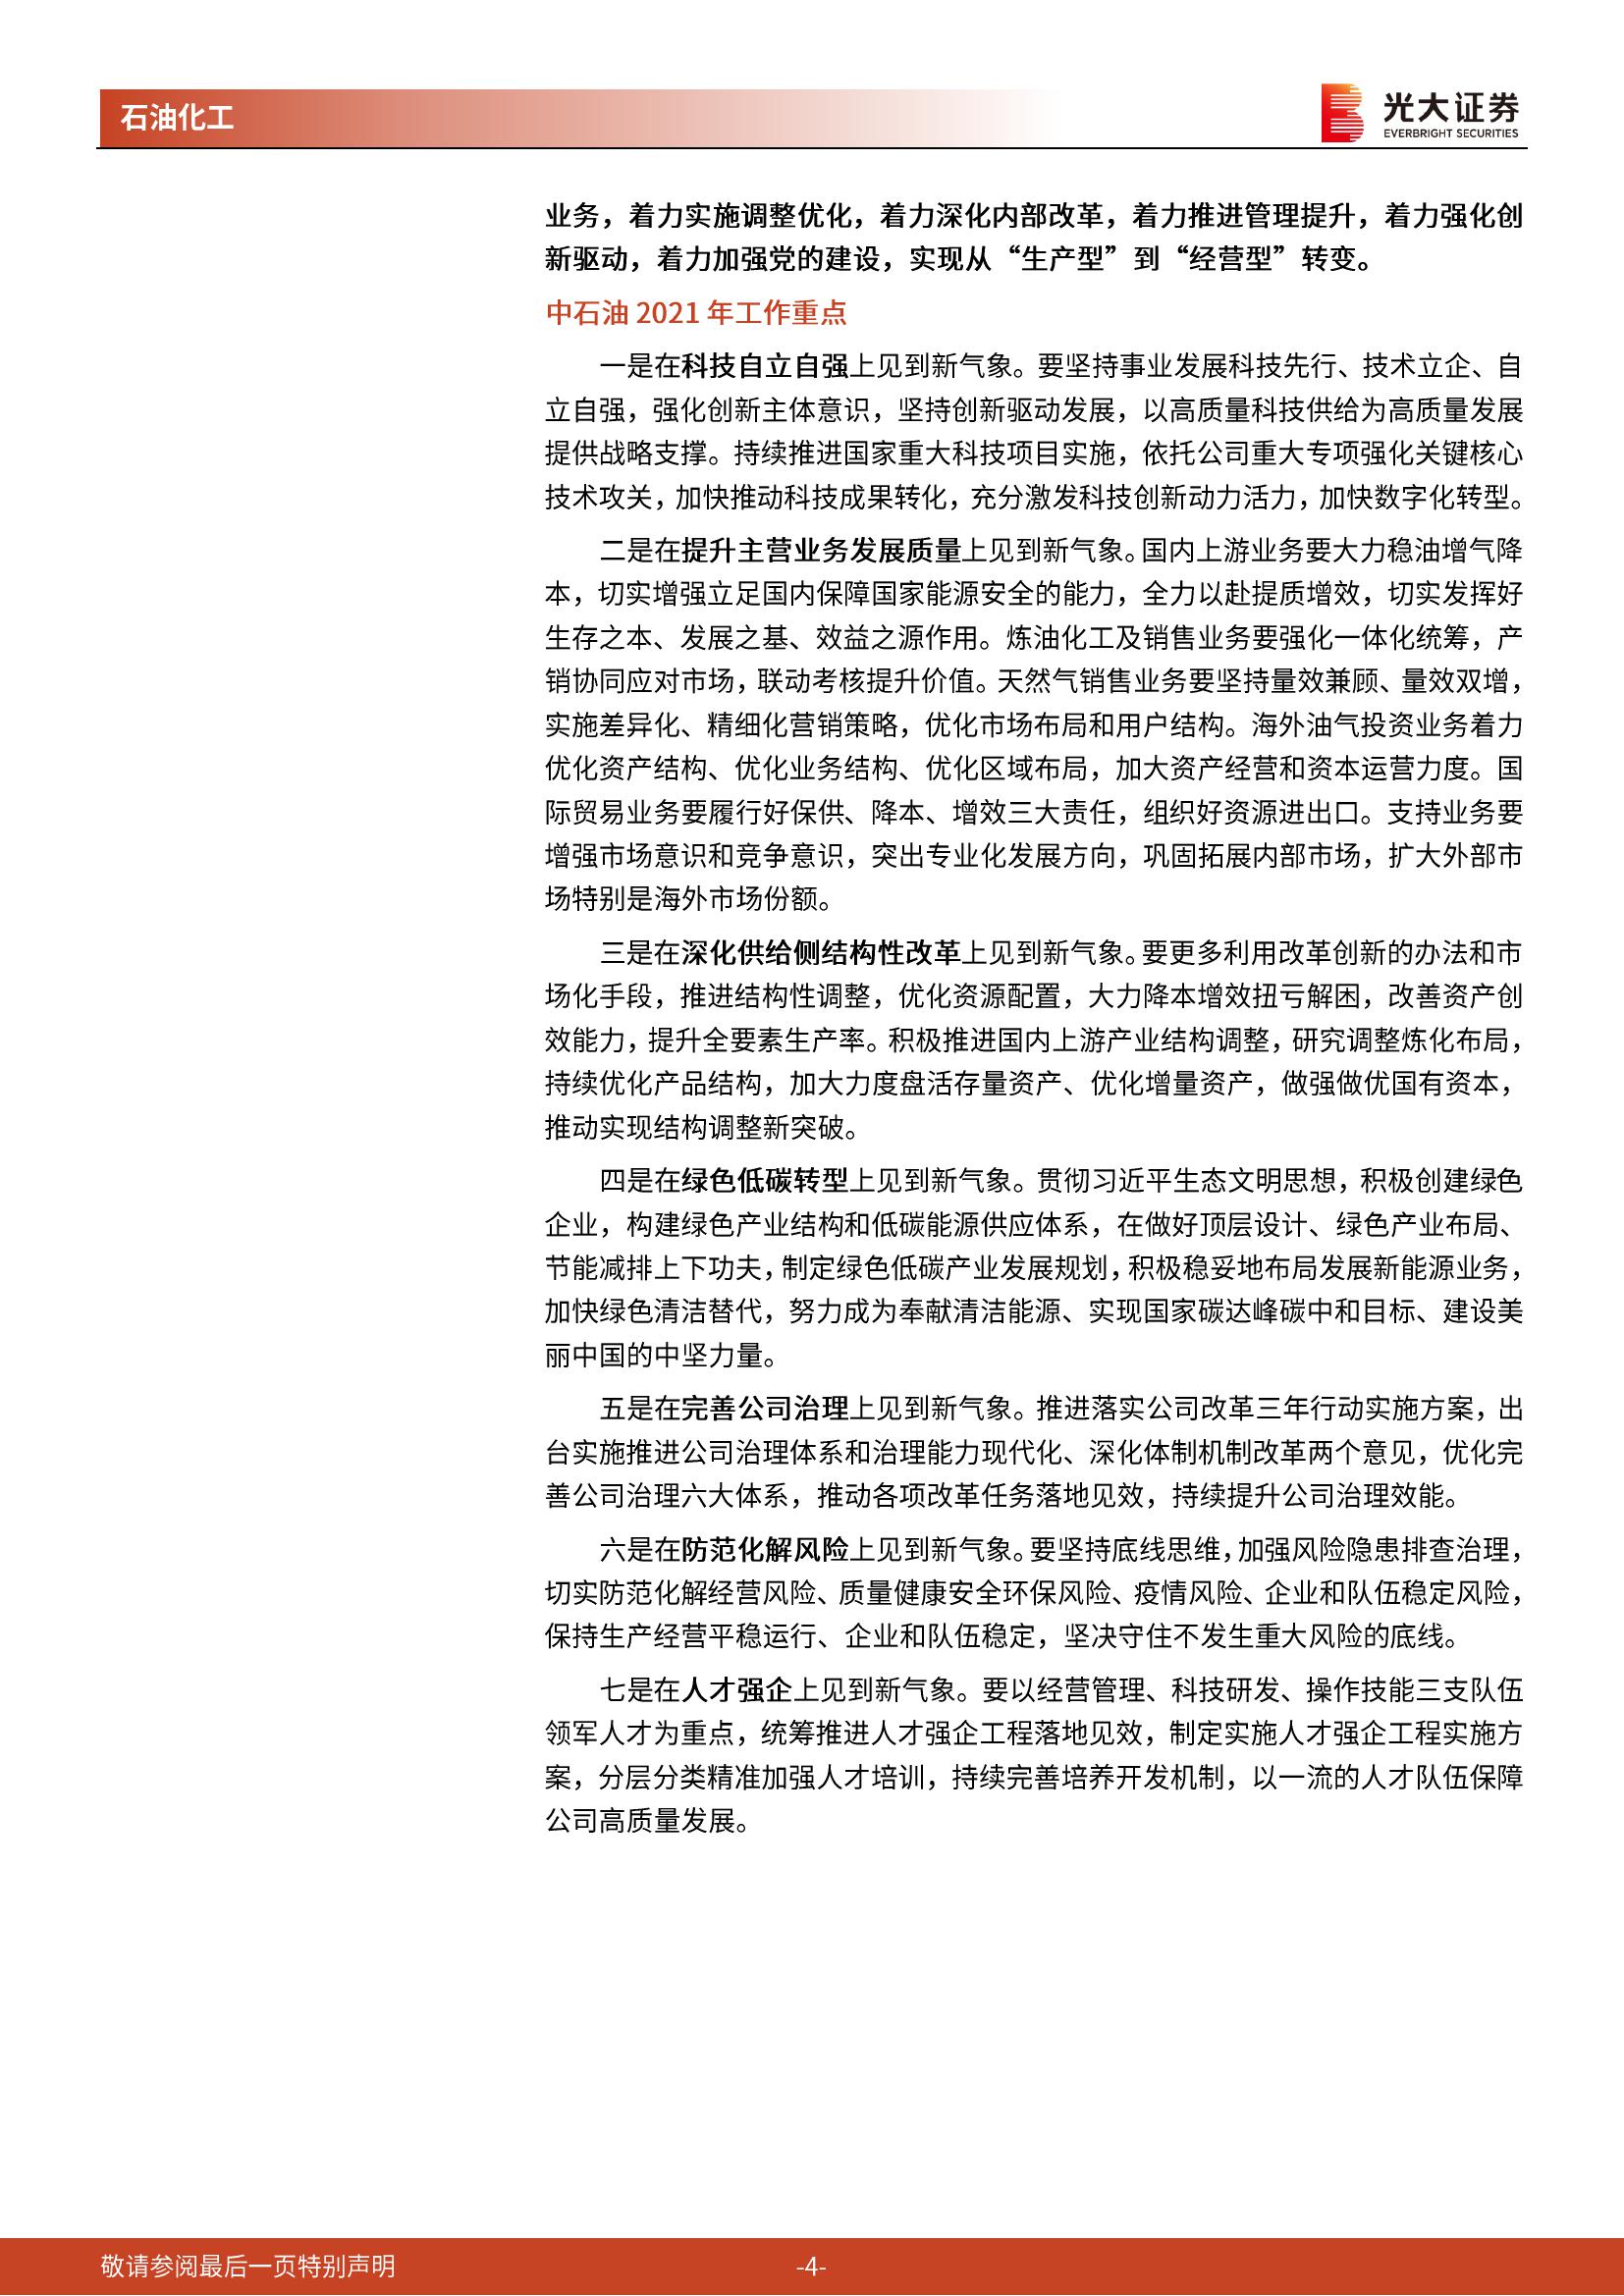 石油化工
光大证券
EVERBRIGHT SECURITIES
业务，着力实施调整优化，着力深化内部改革，着力推进管理提升，着力强化创
新驱动，着力加强党的建设，实现从“生产型”到“经营型”转变。
中石油 2021 年工作重点
一是在科技自立自强上见到新气象。要坚持事业发展科技先行、技术立企、自
立自强，强化创新主体意识，坚持创新驱动发展，以高质量科技供给为高质量发展
提供战略支撑。持续推进国家重大科技项目实施，依托公司重大专项强化关键核心
技术攻关，加快推动科技成果转化，充分激发科技创新动力活力，加快数字化转型。
二是在提升主营业务发展质量上见到新气象。国内上游业务要大力稳油增气降
本，切实增强立足国内保障国家能源安全的能力，全力以赴提质增效，切实发挥好
生存之本、发展之基、效益之源作用。炼油化工及销售业务要强化一体化统筹，产
销协同应对市场，联动考核提升价值。天然气销售业务要坚持量效兼顾、量效双增，
实施差异化、精细化营销策略，优化市场布局和用户结构。海外油气投资业务着力
优化资产结构、优化业务结构、优化区域布局，加大资产经营和资本运营力度。国
际贸易业务要履行好保供、降本、增效三大责任，组织好资源进出口。支持业务要
增强市场意识和竞争意识，突出专业化发展方向，巩固拓展内部市场，扩大外部市
场特别是海外市场份额。
三是在深化供给侧结构性改革上见到新气象。要更多利用改革创新的办法和市
场化手段，推进结构性调整，优化资源配置，大力降本增效扭亏解困，改善资产创
效能力，提升全要素生产率。积极推进国内上游产业结构调整，研究调整炼化布局，
持续优化产品结构，加大力度盘活存量资产、优化增量资产，做强做优国有资本，
推动实现结构调整新突破。
四是在绿色低碳转型上见到新气象。贯彻习近平生态文明思想，积极创建绿色
企业，构建绿色产业结构和低碳能源供应体系，在做好顶层设计、绿色产业布局、
节能减排上下功夫，制定绿色低碳产业发展规划，积极稳妥地布局发展新能源业务，
加快绿色清洁替代，努力成为奉献清洁能源、实现国家碳达峰碳中和目标、建设美
丽中国的中坚力量。
五是在完善公司治理上见到新气象。推进落实公司改革三年行动实施方案，出
台实施推进公司治理体系和治理能力现代化、深化体制机制改革两个意见，优化完
善公司治理六大体系，推动各项改革任务落地见效，持续提升公司治理效能。
六是在防范化解风险上见到新气象。要坚持底线思维，加强风险隐患排查治理，
切实防范化解经营风险、质量健康安全环保风险、疫情风险、企业和队伍稳定风险，
保持生产经营平稳运行、企业和队伍稳定，坚决守住不发生重大风险的底线。
七是在人才强企上见到新气象。要以经营管理、科技研发、操作技能三支队伍
领军人才为重点，统筹推进人才强企工程落地见效，制定实施人才强企工程实施方
案，分层分类精准加强人才培训，持续完善培养开发机制，以一流的人才队伍保障
公司高质量发展。
敬请参阅最后一页特别声明
-4-